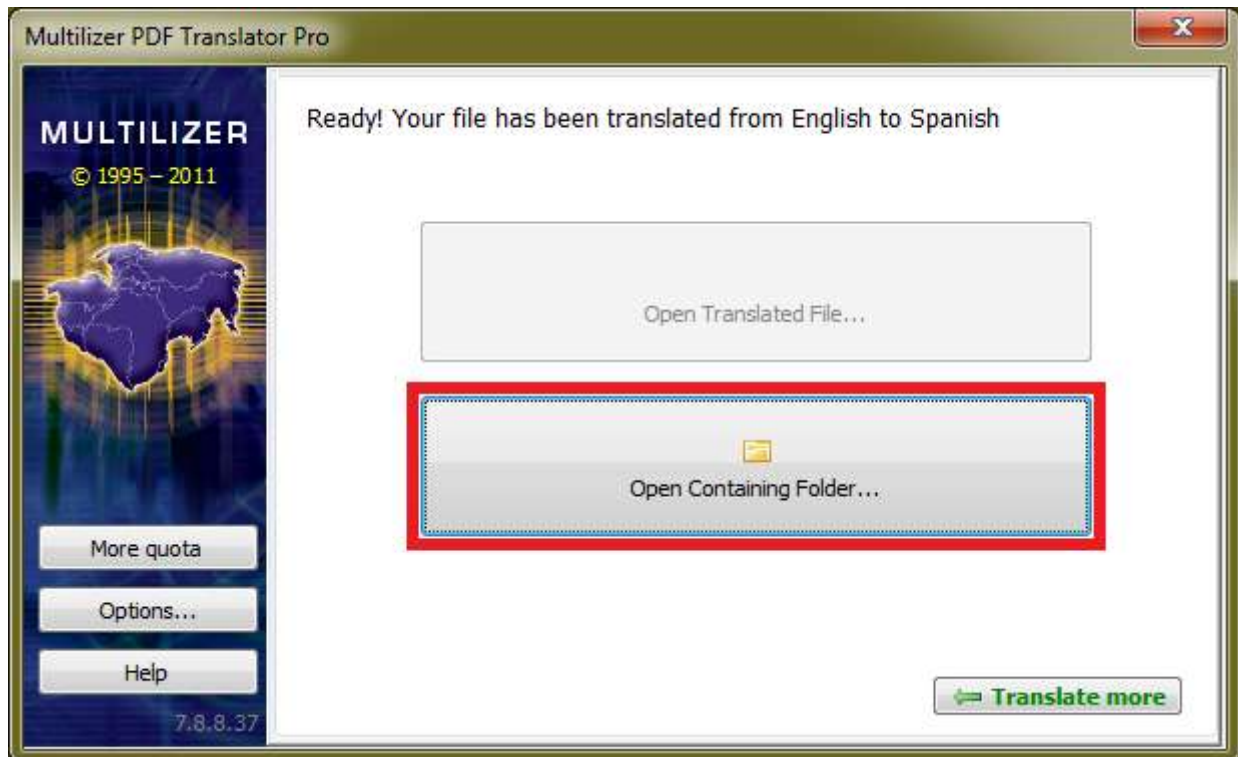 Multilizer PDF Translator Pro
MULTILIZER
© 1995 – 2011
Ready! Your file has been translated from English to Spanish
Open Translated File...
Open Containing Folder...
More quota
Options...
Help
7.8.8.37
Translate more